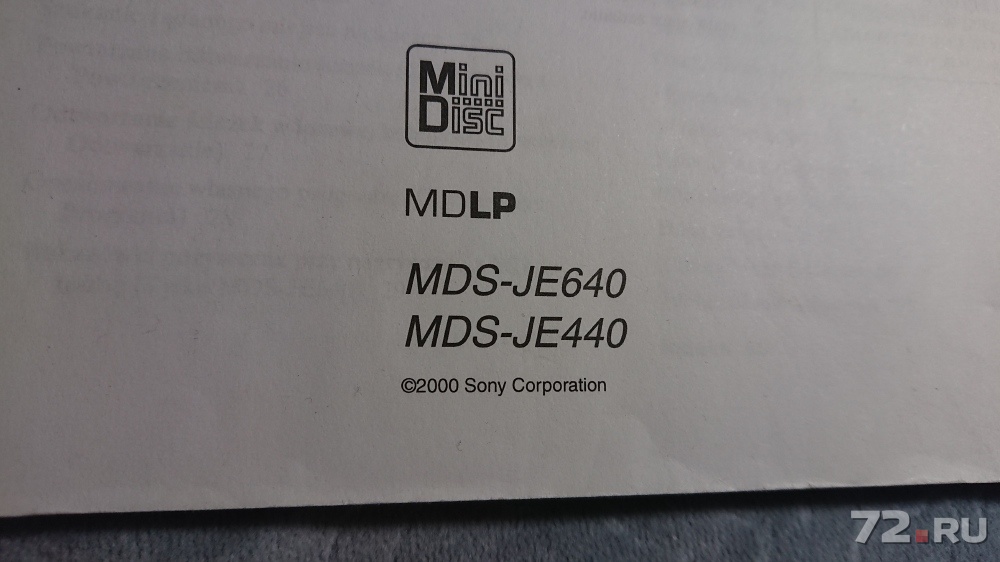 Mini
Disc
MDLP
MDS-JE640
MDS-JE440
©2000 Sony Corporation
72.RU